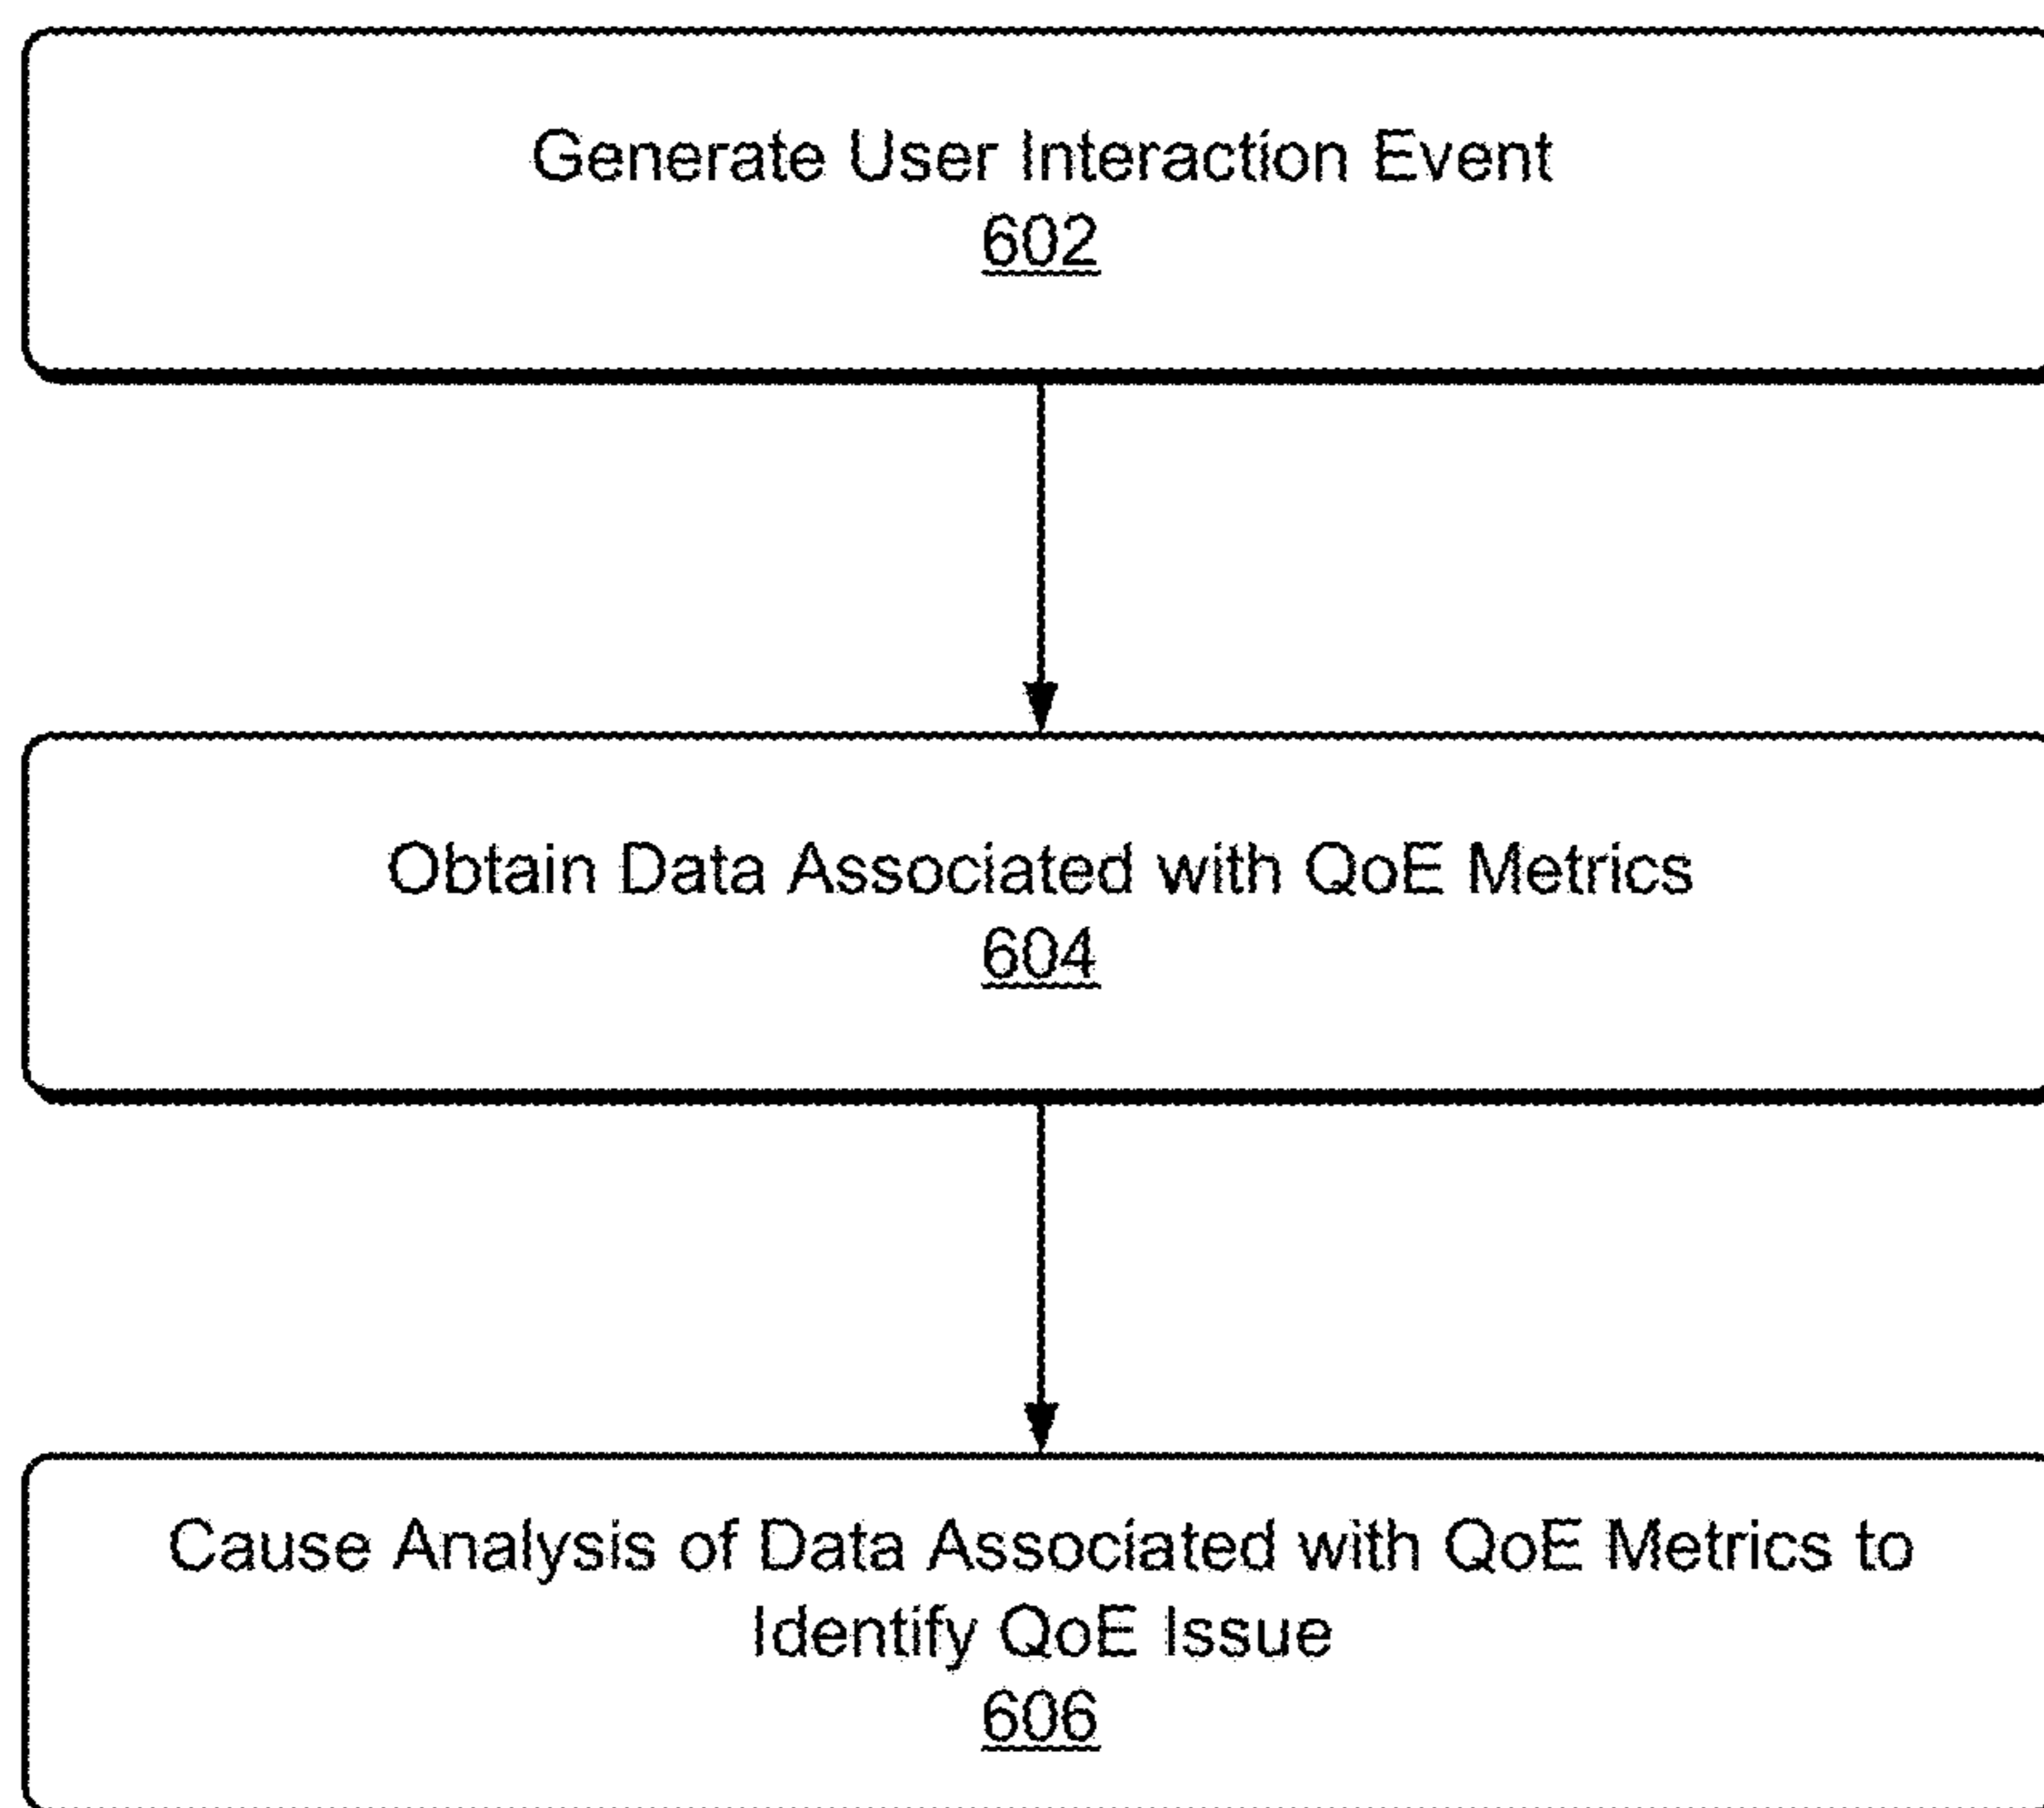 Generate User Interaction Event
602
Obtain Data Associated with QoE Metrics
604
Cause Analysis of Data Associated with QoE Metrics to
Identify QoE Issue
606